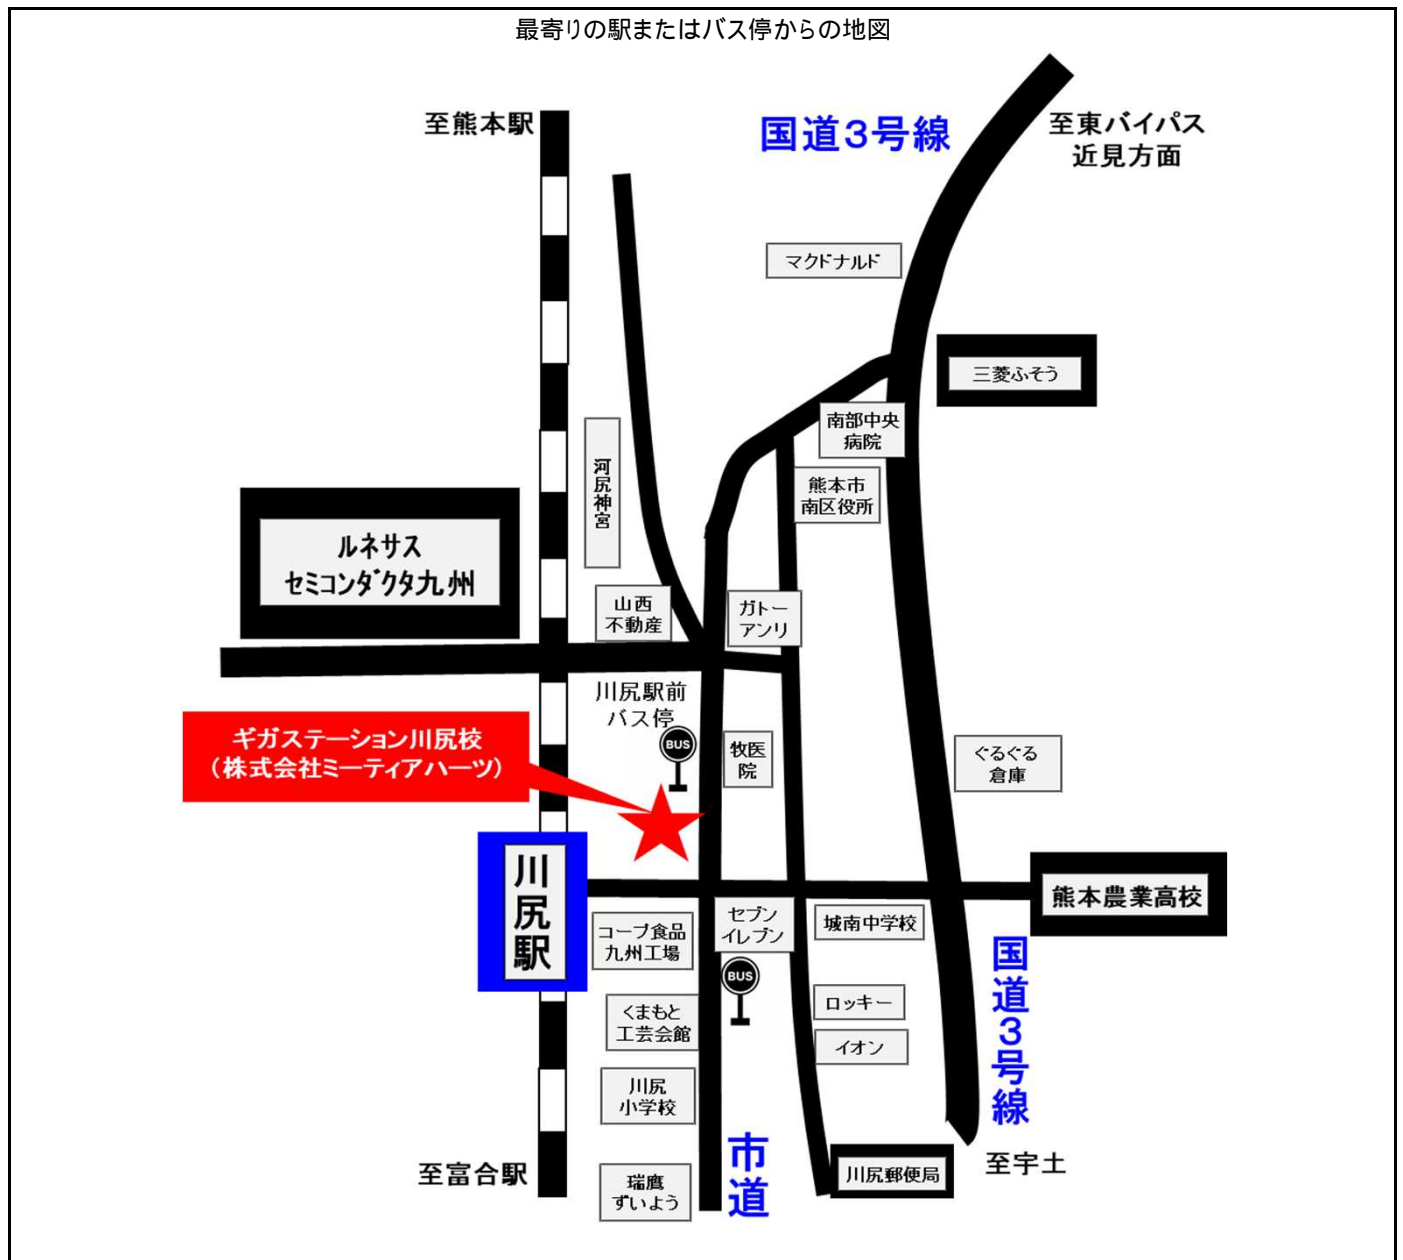 最寄りの駅またはバス停からの地図
至熊本駅
国道3号線
至東バイパス
近見方面
マクドナルド
三菱ふそう
南部中央
病院
河尻神宮
熊本市
南区役所
ルネサス
セミコンダクタ九州
山西
不動産
ガトー
アンリ
川尻駅前
バス停
BUS
ギガステーション川尻校
（株式会社ミーティアハーツ）
牧医
院
ぐるぐる
倉庫
川尻駅
熊本農業高校
セブン
イレブン
城南中学校
コープ食品
九州工場
BUS
国道3号線
ロッキー
くまもと
工芸会館
イオン
川尻
小学校
市道
至宇土
至富合駅
川尻郵便局
瑞鷹
ずいよう